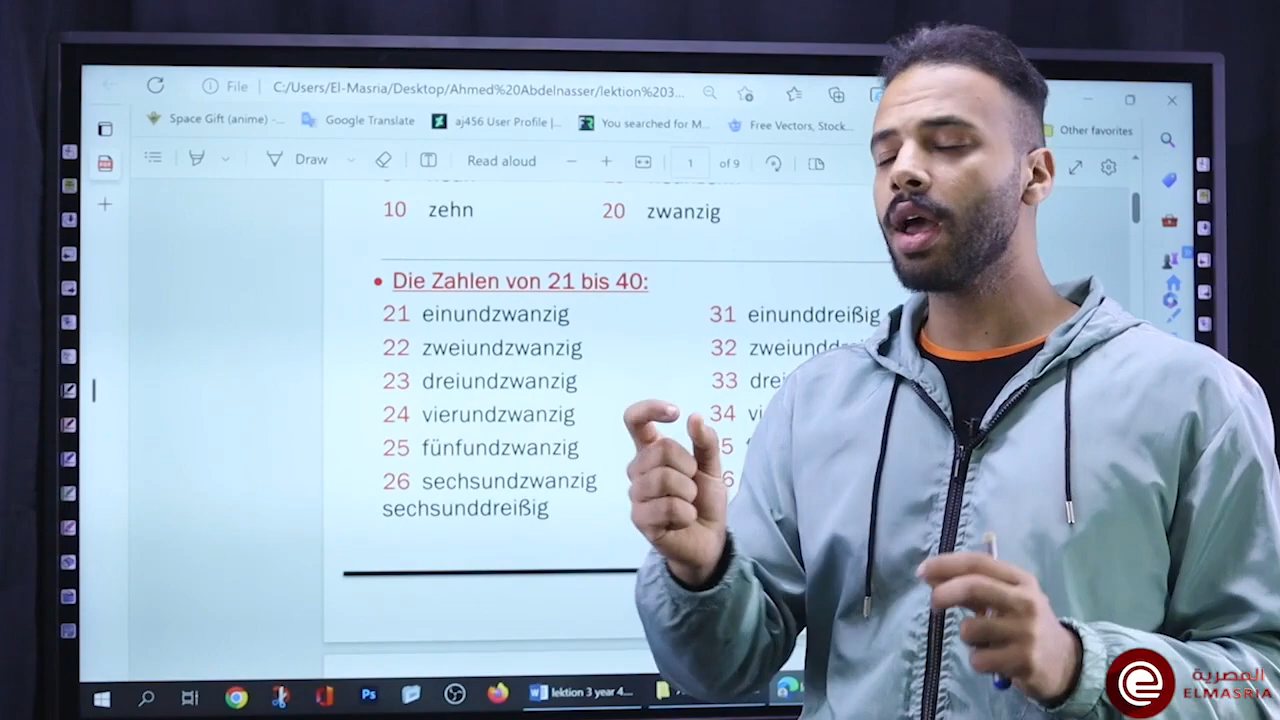 File C:/Users/El-Masria/Desktop/Ahmed%20Abdelnasser/lektion%203...
Space Gift (anime) -... Google Translate aj456 User Profile |... You searched for M... Free Vectors, Stock... Other favorites
Draw Read aloud 1 of 9
10 zehn 20 zwanzig
• Die Zahlen von 21 bis 40:
21 einundzwanzig 31 einunddreißig
22 zweiundzwanzig 32
23 dreiundzwanzig 33
24 vierundzwanzig 34
25 fünfundzwanzig
26 sechsundzwanzig
sechsunddreißig
Ps lektion 3 year 4...
المصرية
ELMASRIA